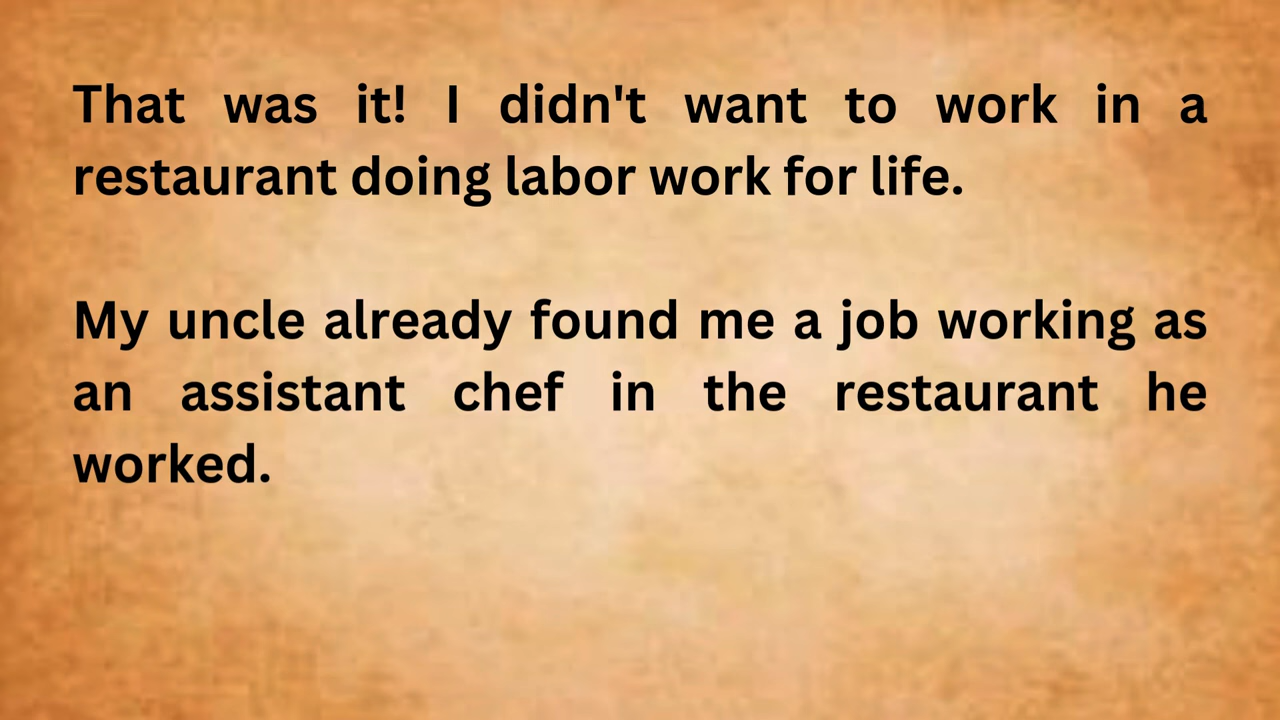 That was it! I didn't want to work in a
restaurant doing labor work for life.
My uncle already found me a job working as
an assistant chef in the restaurant he
worked.